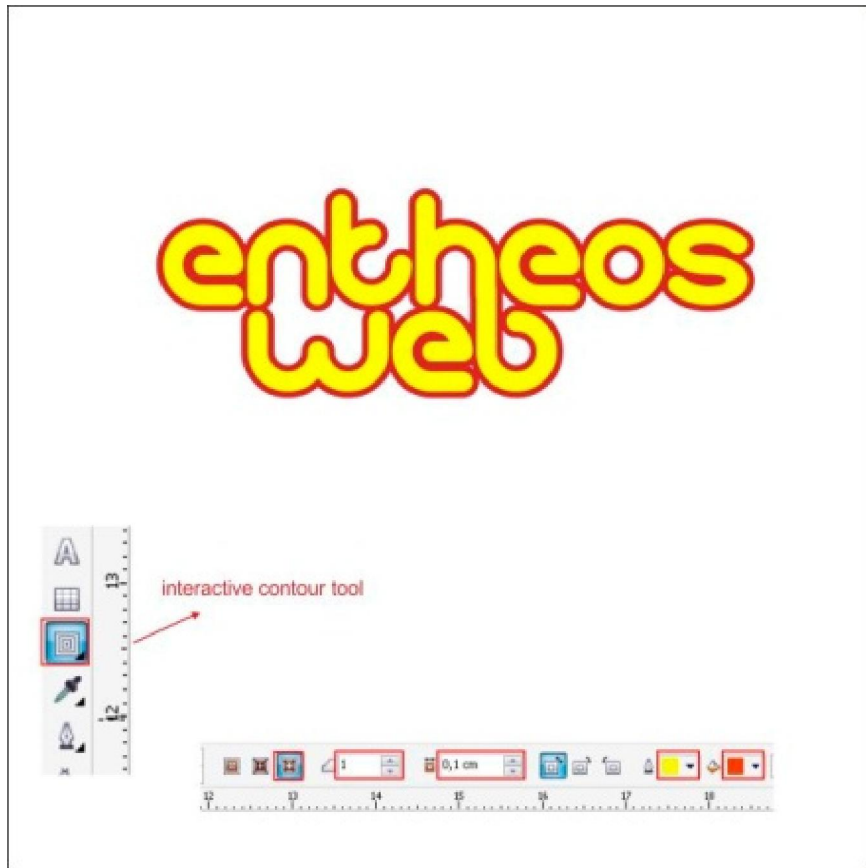 entheos
web
A
13
interactive contour tool
12
1
0,1 cm
12 13 14 15 16 17 18